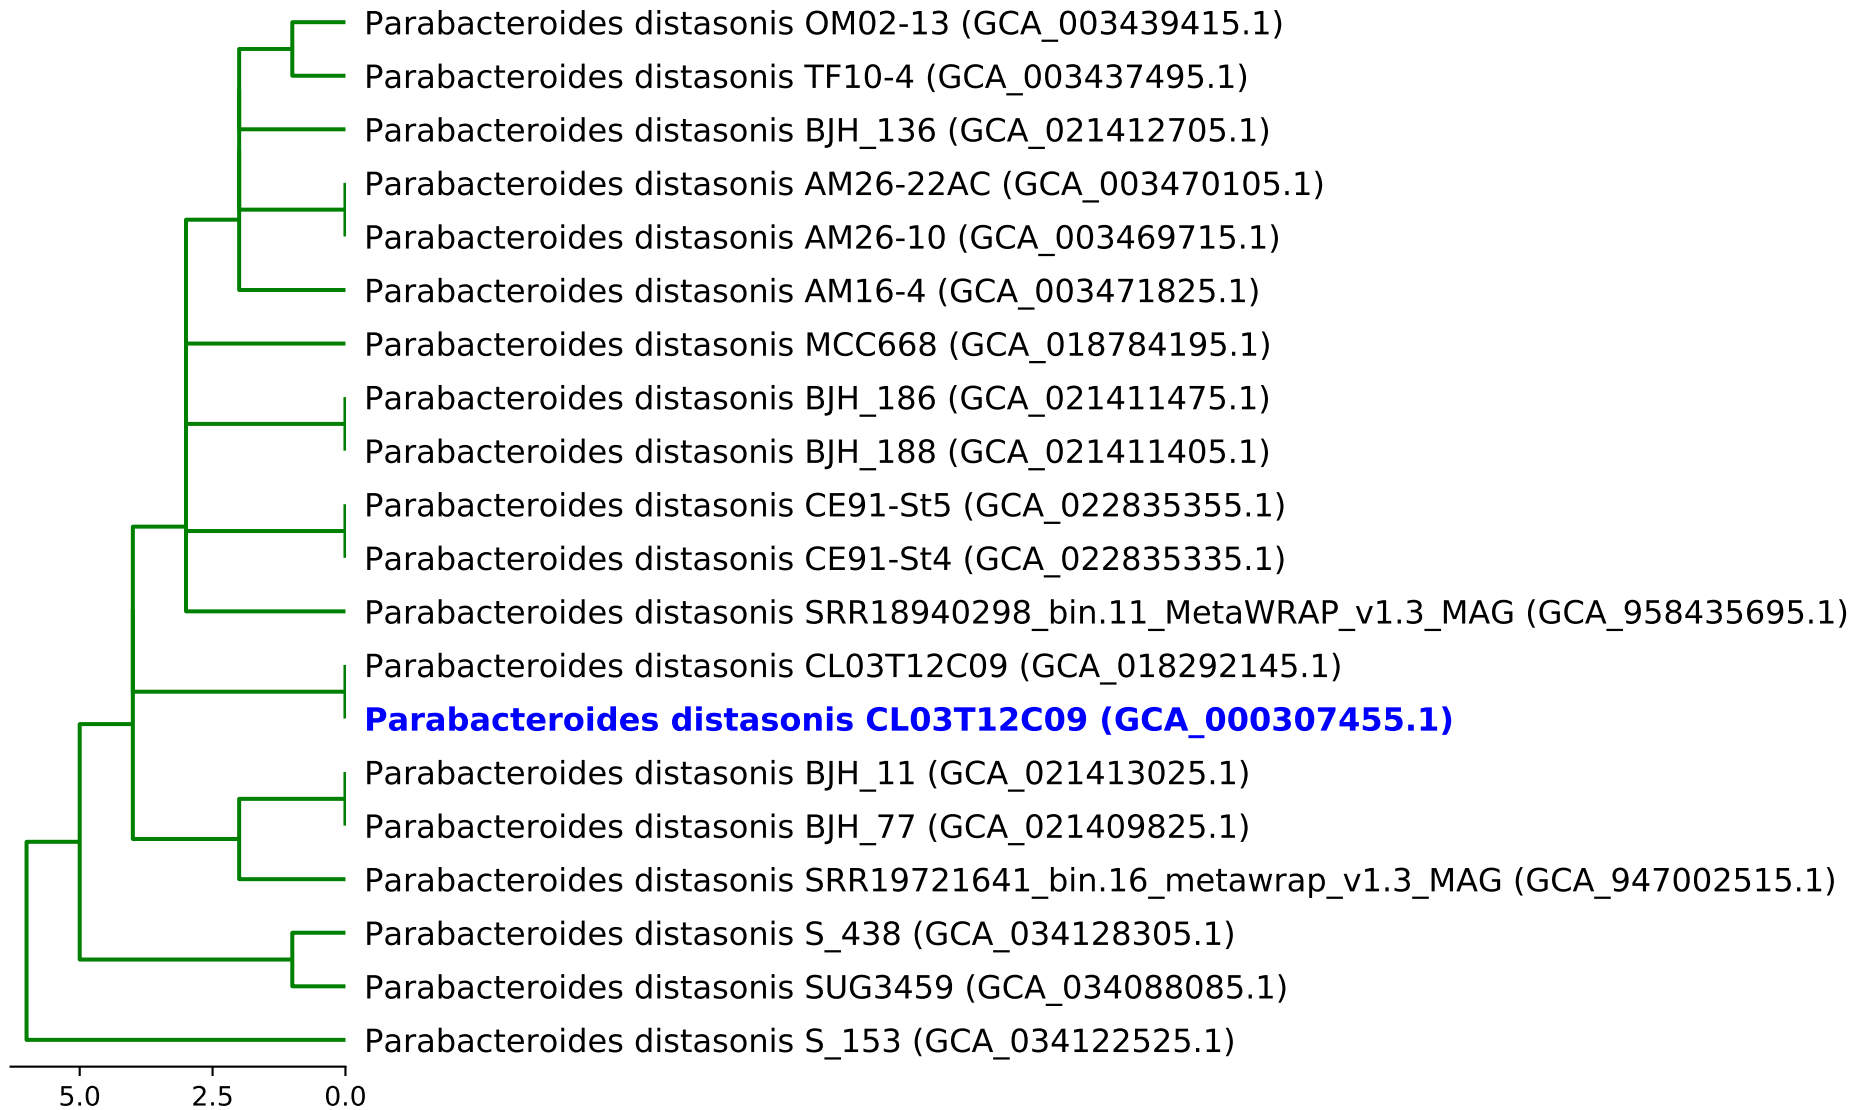 Parabacteroides distasonis OM02-13 (GCA_003439415.1)
Parabacteroides distasonis TF10-4 (GCA_003437495.1)
Parabacteroides distasonis BJH_136 (GCA_021412705.1)
Parabacteroides distasonis AM26-22AC (GCA_003470105.1)
Parabacteroides distasonis AM26-10 (GCA_003469715.1)
Parabacteroides distasonis AM16-4 (GCA_003471825.1)
Parabacteroides distasonis MCC668 (GCA_018784195.1)
Parabacteroides distasonis BJH_186 (GCA_021411475.1)
Parabacteroides distasonis BJH_188 (GCA_021411405.1)
Parabacteroides distasonis CE91-St5 (GCA_022835355.1)
Parabacteroides distasonis CE91-St4 (GCA_022835335.1)
Parabacteroides distasonis SRR18940298_bin.11_MetaWRAP_v1.3_MAG (GCA_958435695.1)
Parabacteroides distasonis CL03T12C09 (GCA_018292145.1)
Parabacteroides distasonis CL03T12C09 (GCA_000307455.1)
Parabacteroides distasonis BJH_11 (GCA_021413025.1)
Parabacteroides distasonis BJH_77 (GCA_021409825.1)
Parabacteroides distasonis SRR19721641_bin.16_metawrap_v1.3_MAG (GCA_947002515.1)
Parabacteroides distasonis S_438 (GCA_034128305.1)
Parabacteroides distasonis SUG3459 (GCA_034088085.1)
Parabacteroides distasonis S_153 (GCA_034122525.1)
5.0 2.5 0.0